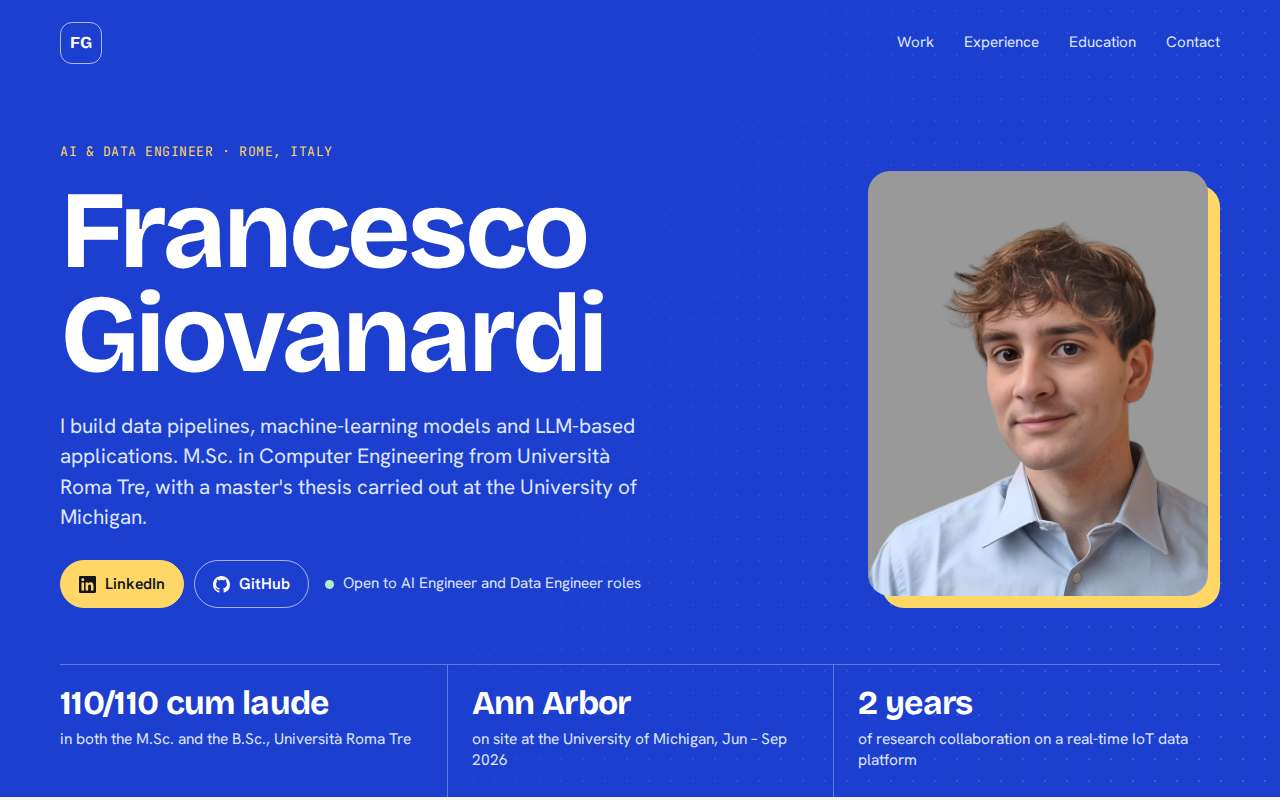 FG
Work
Experience
Education
Contact
AI & DATA ENGINEER · ROME, ITALY
Francesco
Giovanardi
I build data pipelines, machine-learning models and LLM-based
applications. M.Sc. in Computer Engineering from Università
Roma Tre, with a master's thesis carried out at the University of
Michigan.
LinkedIn
GitHub
Open to AI Engineer and Data Engineer roles
110/110 cum laude
in both the M.Sc. and the B.Sc., Università Roma Tre
Ann Arbor
on site at the University of Michigan, Jun – Sep
2026
2 years
of research collaboration on a real-time IoT data
platform